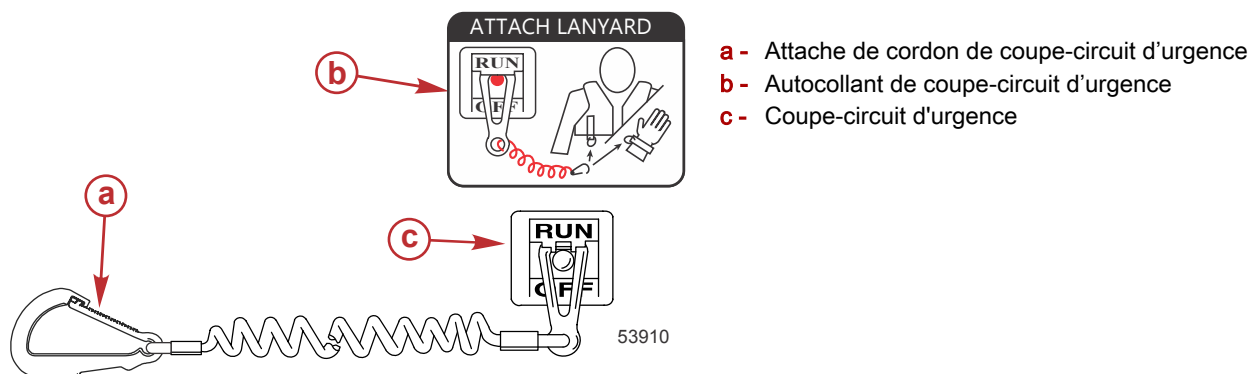 ATTACH LANYARD
RUN
OFF
b
a - Attache de cordon de coupe-circuit d’urgence
b - Autocollant de coupe-circuit d’urgence
c - Coupe-circuit d'urgence
a
c
RUN
OFF
53910